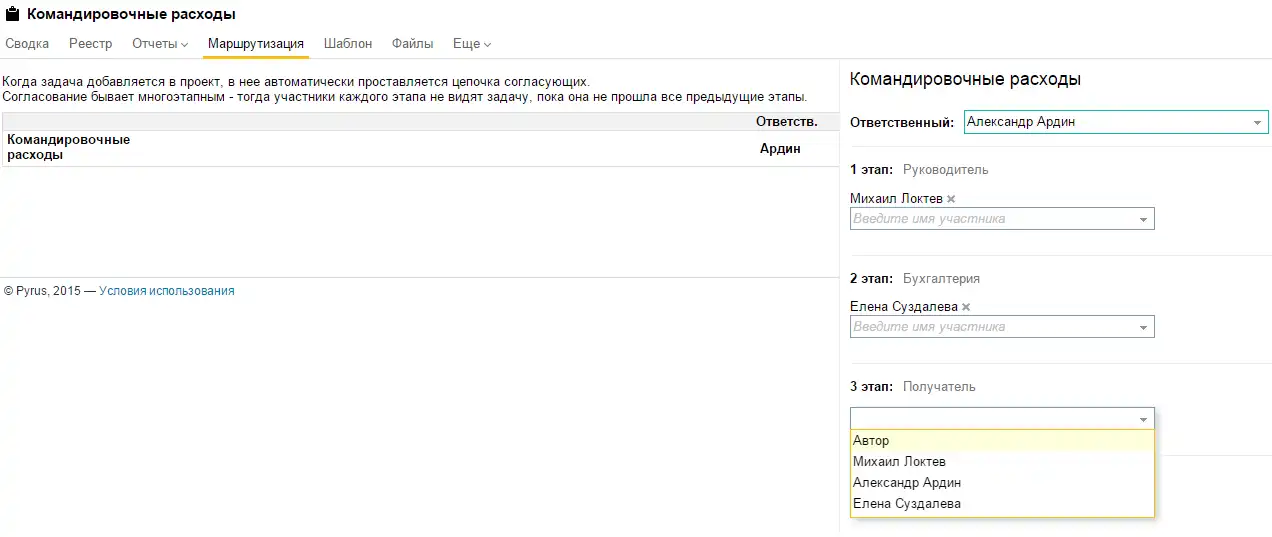 Командировочные расходы
Сводка Реестр Отчеты Маршрутизация Шаблон Файлы Еще
Когда задача добавляется в проект, в нее автоматически проставляется цепочка согласующих.
Согласование бывает многоэтапным - тогда участники каждого этапа не видят задачу, пока она не прошла все предыдущие этапы.
Ответств.
Командировочные
расходы
Ардин
© Pyrus, 2015 — Условия использования
Командировочные расходы
Ответственный: Александр Ардин
1 этап: Руководитель
Михаил Локтев
Введите имя участника
2 этап: Бухгалтерия
Елена Суздалева
Введите имя участника
3 этап: Получатель
Автор
Михаил Локтев
Александр Ардин
Елена Суздалева